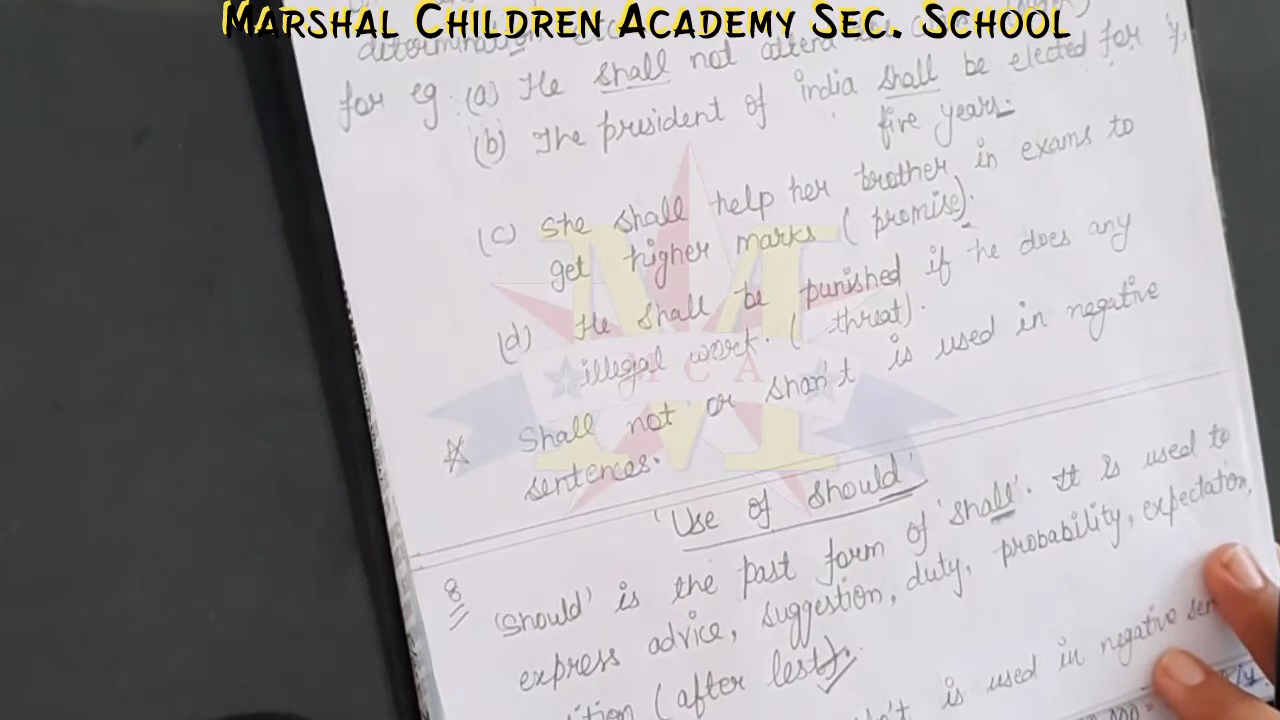 MARSHAL CHILDREN ACADEMY SEC. SCHOOL
determination
for eg. (a) He shall not attend
(b) The president of india shall be elected for
five years.
(c) She shall help her brother in exams to
get higher marks (promise).
(d) He shall be punished if he does any
illegal work. (threat).
Shall not or shan't is used in negative
sentences.
'Use of should'
8 'Should' is the past form of 'shall'. It is used to
express advice, suggestion, duty, probability, expectation,
(after lest).
is used in negative
M C A